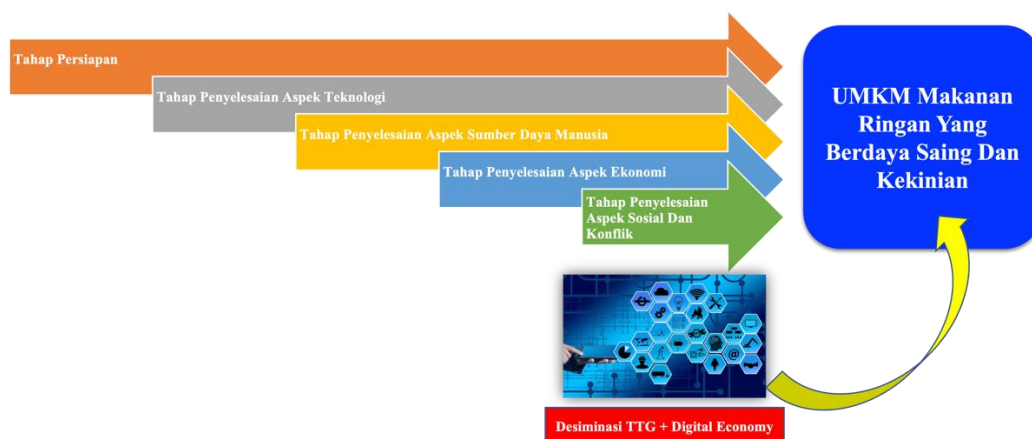 Tahap Persiapan
Tahap Penyelesaian Aspek Teknologi
Tahap Penyelesaian Aspek Sumber Daya Manusia
Tahap Penyelesaian Aspek Ekonomi
Tahap Penyelesaian
Aspek Sosial Dan
Konflik
UMKM Makanan
Ringan Yang
Berdaya Saing Dan
Kekinian
Desiminasi TTG + Digital Economy